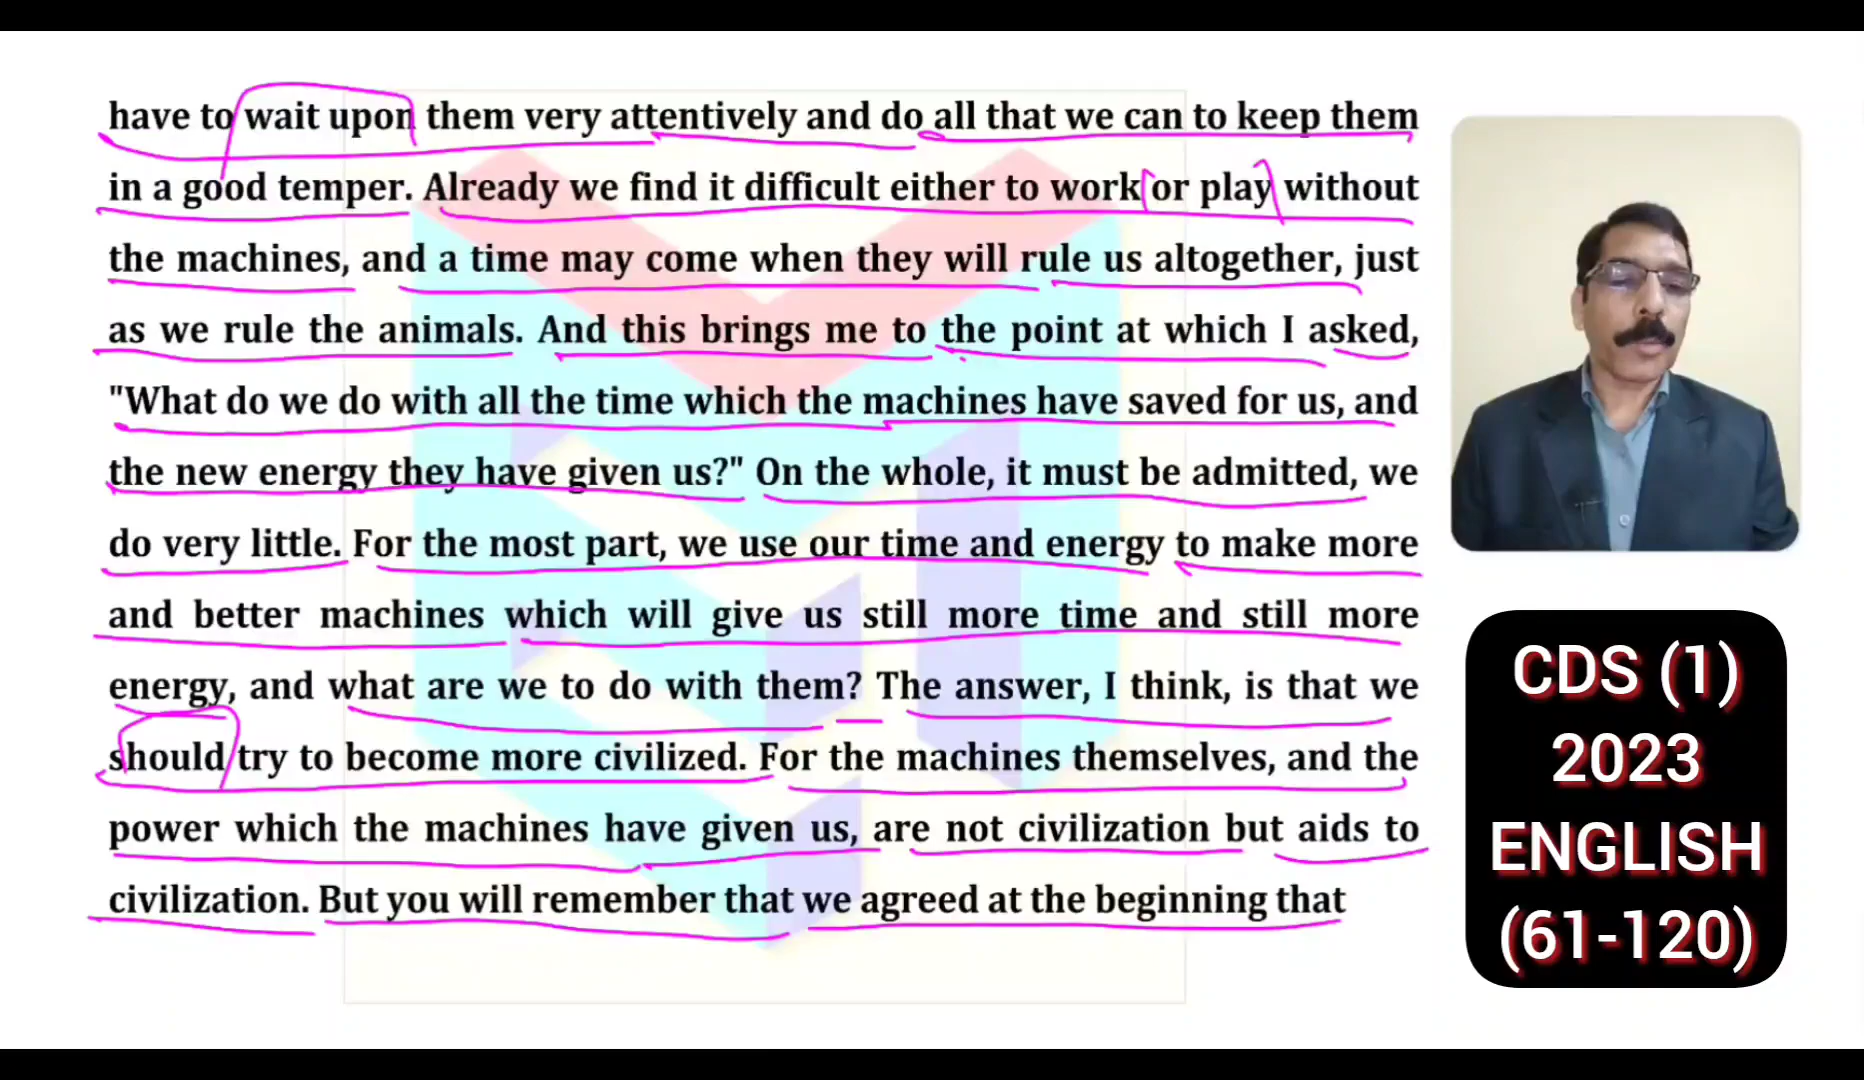 have to wait upon them very attentively and do all that we can to keep them
in a good temper. Already we find it difficult either to work or play without
the machines, and a time may come when they will rule us altogether, just
as we rule the animals. And this brings me to the point at which I asked,
"What do we do with all the time which the machines have saved for us, and
the new energy they have given us?" On the whole, it must be admitted, we
do very little. For the most part, we use our time and energy to make more
and better machines which will give us still more time and still more
energy, and what are we to do with them? The answer, I think, is that we
should try to become more civilized. For the machines themselves, and the
power which the machines have given us, are not civilization but aids to
civilization. But you will remember that we agreed at the beginning that
CDS (1)
2023
ENGLISH
(61-120)